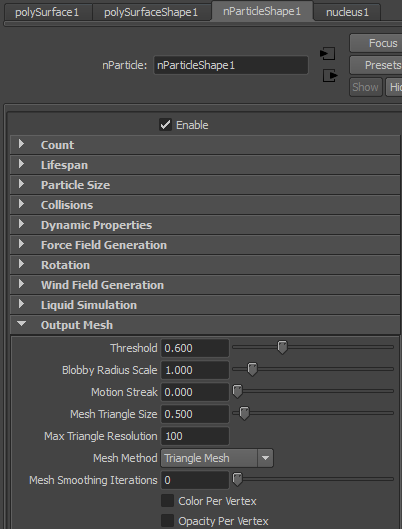 polySurface1 polySurfaceShape1 nParticleShape1 nucleus1
Focus
nParticle: nParticleShape1
Presets
Show
Enable
Count
Lifespan
Particle Size
Collisions
Dynamic Properties
Force Field Generation
Rotation
Wind Field Generation
Liquid Simulation
Output Mesh
Threshold 0.600
Blobby Radius Scale 1.000
Motion Streak 0.000
Mesh Triangle Size 0.500
Max Triangle Resolution 100
Mesh Method Triangle Mesh
Mesh Smoothing Iterations 0
Color Per Vertex
Opacity Per Vertex